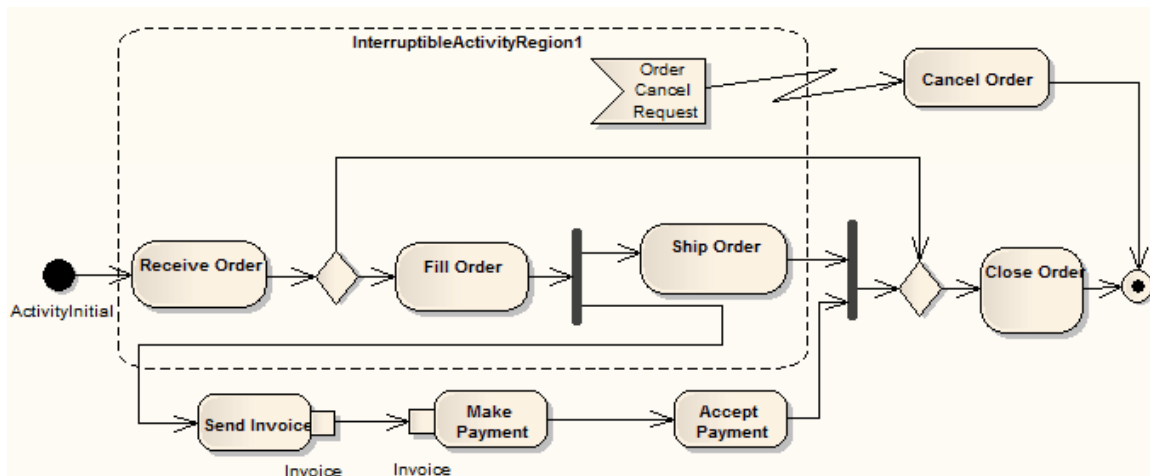 InterruptibleActivityRegion1
Order
Cancel
Request
Cancel Order
Receive Order
Fill Order
Ship Order
Close Order
ActivityInitial
Send Invoice
Make
Payment
Accept
Payment
Invoice
Invoice